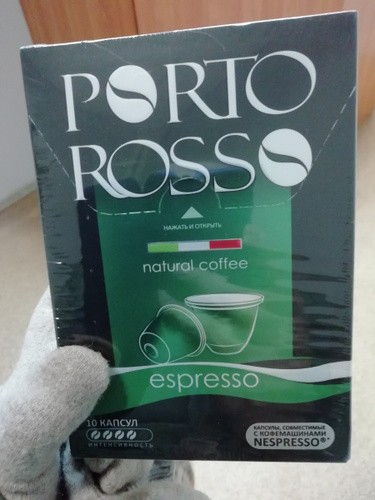 PORTO
ROSSO
НАЖАТЬ И ОТКРЫТЬ
natural coffee
espresso
10 КАПСУЛ
ИНТЕНСИВНОСТЬ
КАПСУЛЫ, СОВМЕСТИМЫЕ
С КОФЕМАШИНАМИ
NESPRESSO®*